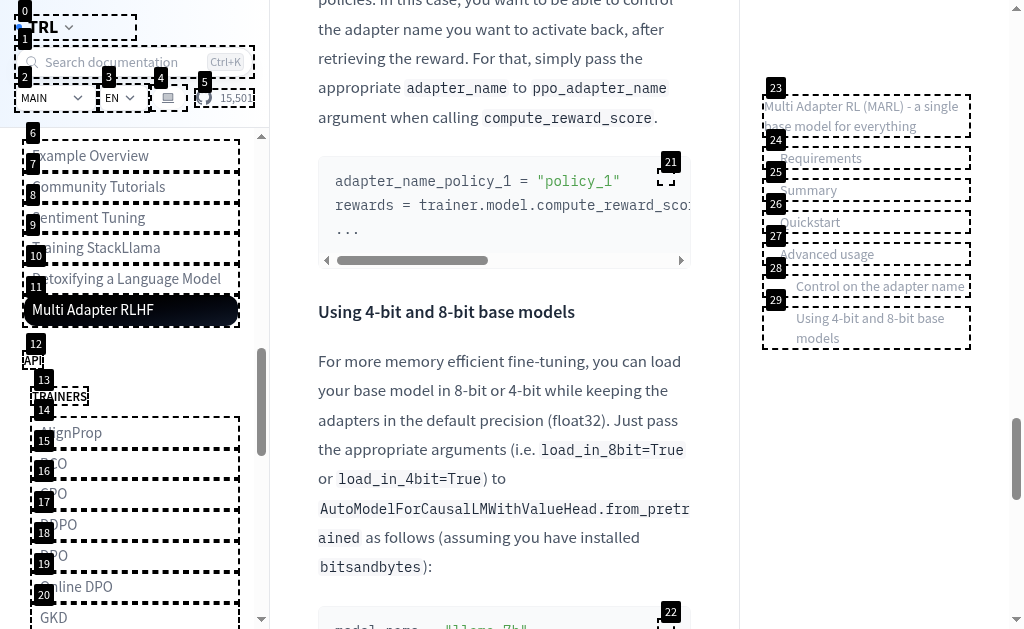 0
TRL
1
Search documentation
Ctrl+K
2
3
4
5
MAIN
EN
15,501
6
Example Overview
7
Community Tutorials
8
Sentiment Tuning
9
Training StackLlama
10
Detoxifying a Language Model
11
Multi Adapter RLHF
12
API
13
TRAINERS
14
AlignProp
15
BCO
16
CPO
17
DDPO
18
DPO
19
Online DPO
20
GKD
policies. In this case, you want to be able to control
the adapter name you want to activate back, after
retrieving the reward. For that, simply pass the
appropriate adapter_name to ppo_adapter_name
argument when calling compute_reward_score.
21
adapter_name_policy_1 = "policy_1"
rewards = trainer.model.compute_reward_scor
...
Using 4-bit and 8-bit base models
For more memory efficient fine-tuning, you can load
your base model in 8-bit or 4-bit while keeping the
adapters in the default precision (float32). Just pass
the appropriate arguments (i.e. load_in_8bit=True
or load_in_4bit=True) to
AutoModelForCausalLMWithValueHead.from_pretr
ained as follows (assuming you have installed
bitsandbytes):
22
model_name = "llama-7b"
23
Multi Adapter RL (MARL) - a single
base model for everything
24
Requirements
25
Summary
26
Quickstart
27
Advanced usage
28
Control on the adapter name
29
Using 4-bit and 8-bit base
models